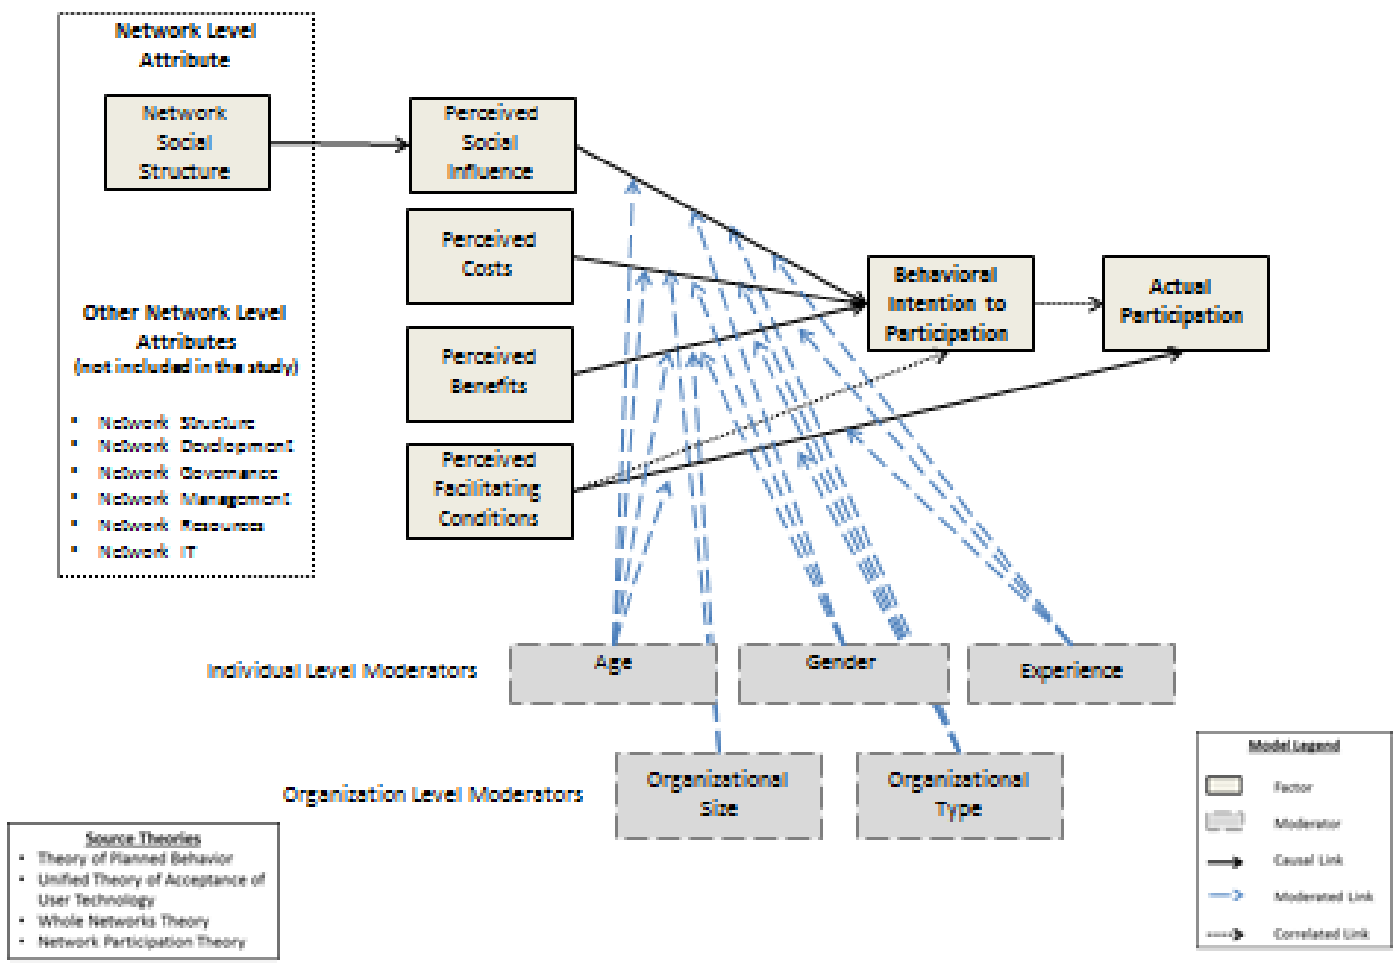 Network Level
Attribute
Network
Social
Structure
Other Network Level
Attributes
(not included in the study)
• Network Structure
• Network Development
• Network Governance
• Network Management
• Network Resources
• Network IT
Perceived
Social
Influence
Perceived
Costs
Perceived
Benefits
Perceived
Facilitating
Conditions
Behavioral
Intention to
Participation
Actual
Participation
Individual Level Moderators
Age
Gender
Experience
Organization Level Moderators
Organizational
Size
Organizational
Type
Source Theories
• Theory of Planned Behavior
• Unified Theory of Acceptance of
User Technology
• Whole Networks Theory
• Network Participation Theory
Model Legend
Factor
Moderator
Causal Link
Moderated Link
Correlated Link